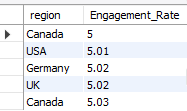 region Engagement_Rate
Canada 5
USA 5.01
Germany 5.02
UK 5.02
Canada 5.03